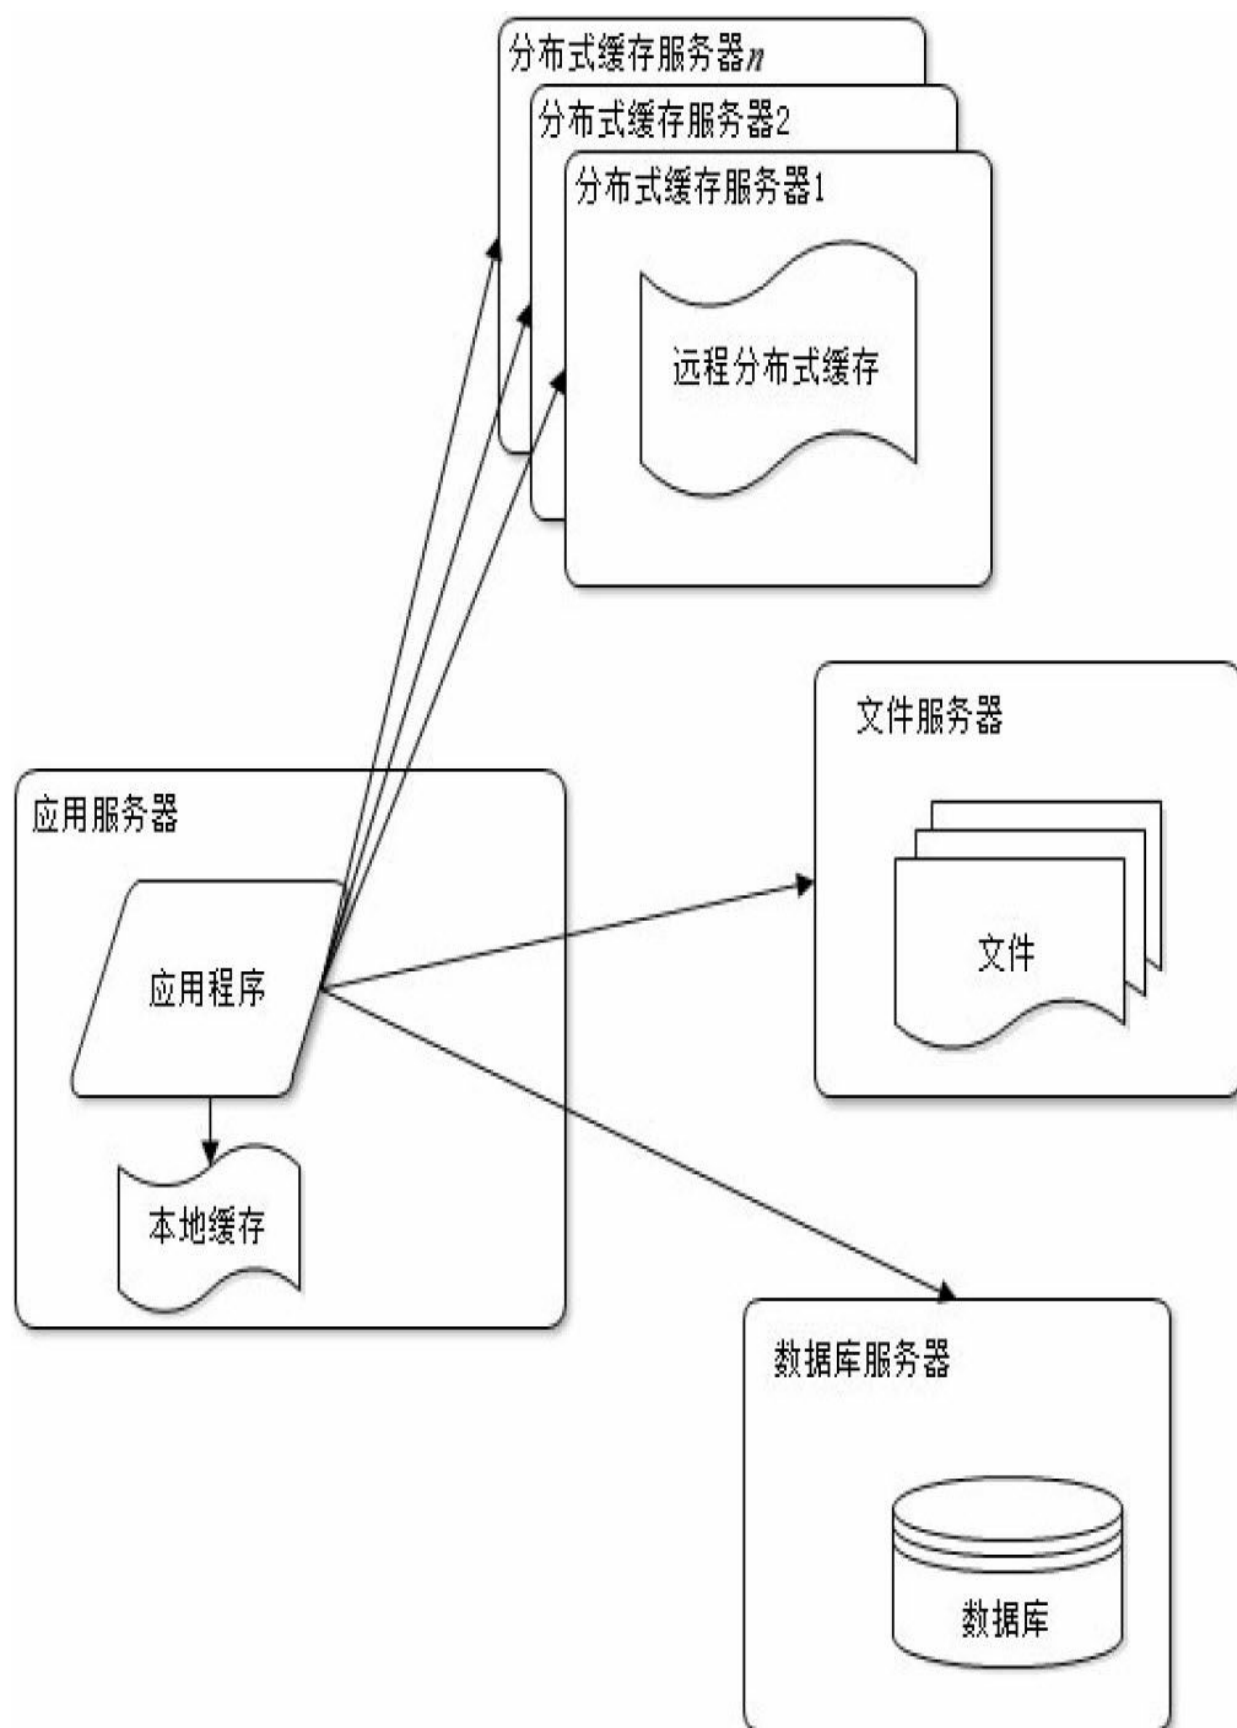 分布式缓存服务器n
分布式缓存服务器2
分布式缓存服务器1
远程分布式缓存
文件服务器
文件
应用服务器
应用程序
本地缓存
数据库服务器
数据库